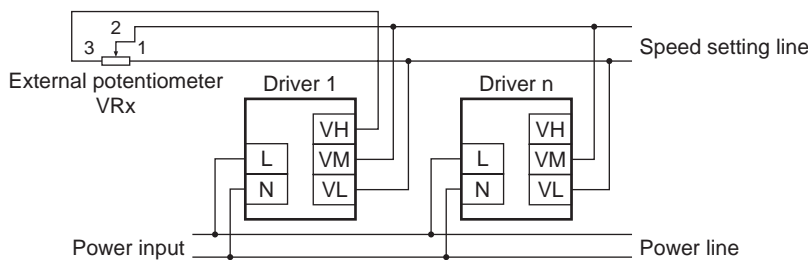 2
3
1
Speed setting line
External potentiometer
VRx
Driver 1
Driver n
VH
VH
L
VM
L
VM
N
VL
N
VL
Power input
Power line